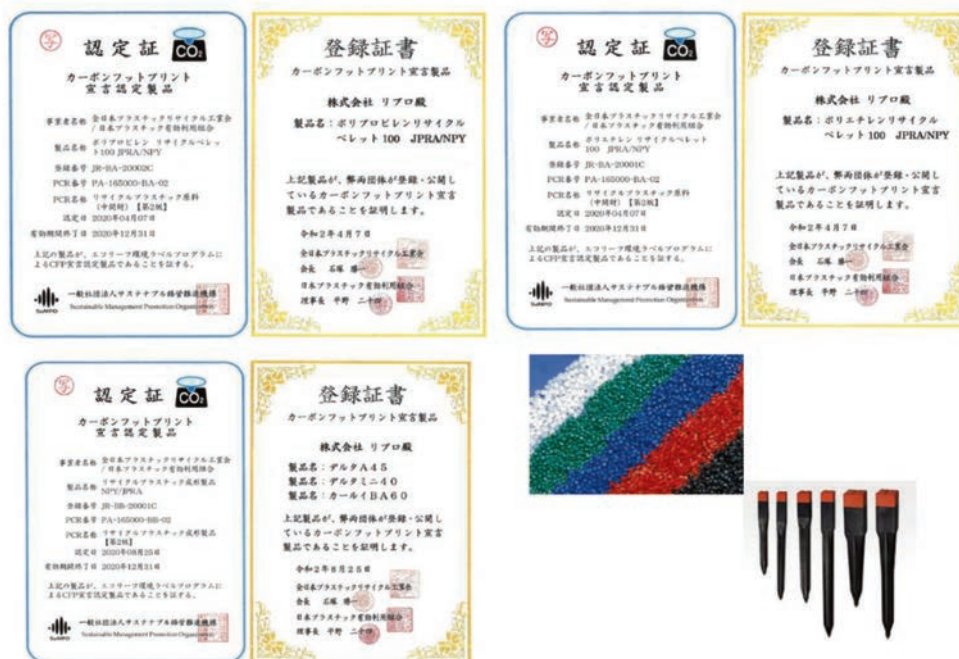 認定証
CO₂
カーボンフットプリント
宣言認定製品
事業者名称 全日本プラスチックリサイクル工業会
/日本プラスチック有効利用組合
製品名称 ポリプロピレン リサイクルペレッ
ト100 JPRA/NPY
登録番号 JR-BA-20002C
PCR番号 PA-165000-BA-02
PCR名称 リサイクルプラスチック原料
(中間財)【第2版】
認定日 2020年04月07日
有効期間終了日 2020年12月31日
上記の製品が、エコリーフ環境ラベルプログラムに
よるCFP宣言認定製品であることを証する。
SuMPO
一般社団法人サステナブル経営推進機構
Sustainable Management Promotion Organization
登録証書
カーボンフットプリント宣言製品
株式会社 リプロ殿
製品名:ポリプロピレンリサイクル
ペレット100 JPRA/NPY
上記製品が、弊両団体が登録・公開し
ているカーボンフットプリント宣言
製品であることを証明します。
令和2年4月7日
全日本プラスチックリサイクル工業会
会長 石塚 勝一
日本プラスチック有効利用組合
理事長 平野 二十四
認定証
CO₂
カーボンフットプリント
宣言認定製品
事業者名称 全日本プラスチックリサイクル工業会
/日本プラスチック有効利用組合
製品名称 ポリエチレン リサイクルペレット
100 JPRA/NPY
登録番号 JR-BA-20001C
PCR番号 PA-165000-BA-02
PCR名称 リサイクルプラスチック原料
(中間財)【第2版】
認定日 2020年04月07日
有効期間終了日 2020年12月31日
上記の製品が、エコリーフ環境ラベルプログラムに
よるCFP宣言認定製品であることを証する。
SuMPO
一般社団法人サステナブル経営推進機構
Sustainable Management Promotion Organization
登録証書
カーボンフットプリント宣言製品
株式会社 リプロ殿
製品名:ポリエチレンリサイクル
ペレット100 JPRA/NPY
上記製品が、弊両団体が登録・公開し
ているカーボンフットプリント宣言
製品であることを証明します。
令和2年4月7日
全日本プラスチックリサイクル工業会
会長 石塚 勝一
日本プラスチック有効利用組合
理事長 平野 二十四
認定証
CO₂
カーボンフットプリント
宣言認定製品
事業者名称 全日本プラスチックリサイクル工業会
/日本プラスチック有効利用組合
製品名称 リサイクルプラスチック成形製品
NPY/JPRA
登録番号 JR-BB-20001C
PCR番号 PA-165000-BB-02
PCR名称 リサイクルプラスチック成形製品
【第2版】
認定日 2020年08月25日
有効期間終了日 2020年12月31日
上記の製品が、エコリーフ環境ラベルプログラムに
よるCFP宣言認定製品であることを証する。
SuMPO
一般社団法人サステナブル経営推進機構
Sustainable Management Promotion Organization
登録証書
カーボンフットプリント宣言製品
株式会社 リプロ殿
製品名:デルタA45
製品名:デルタミニ40
製品名:カールイBA60
上記製品が、弊両団体が登録・公開し
ているカーボンフットプリント宣言
製品であることを証明します。
令和2年8月25日
全日本プラスチックリサイクル工業会
会長 石塚 勝一
日本プラスチック有効利用組合
理事長 平野 二十四